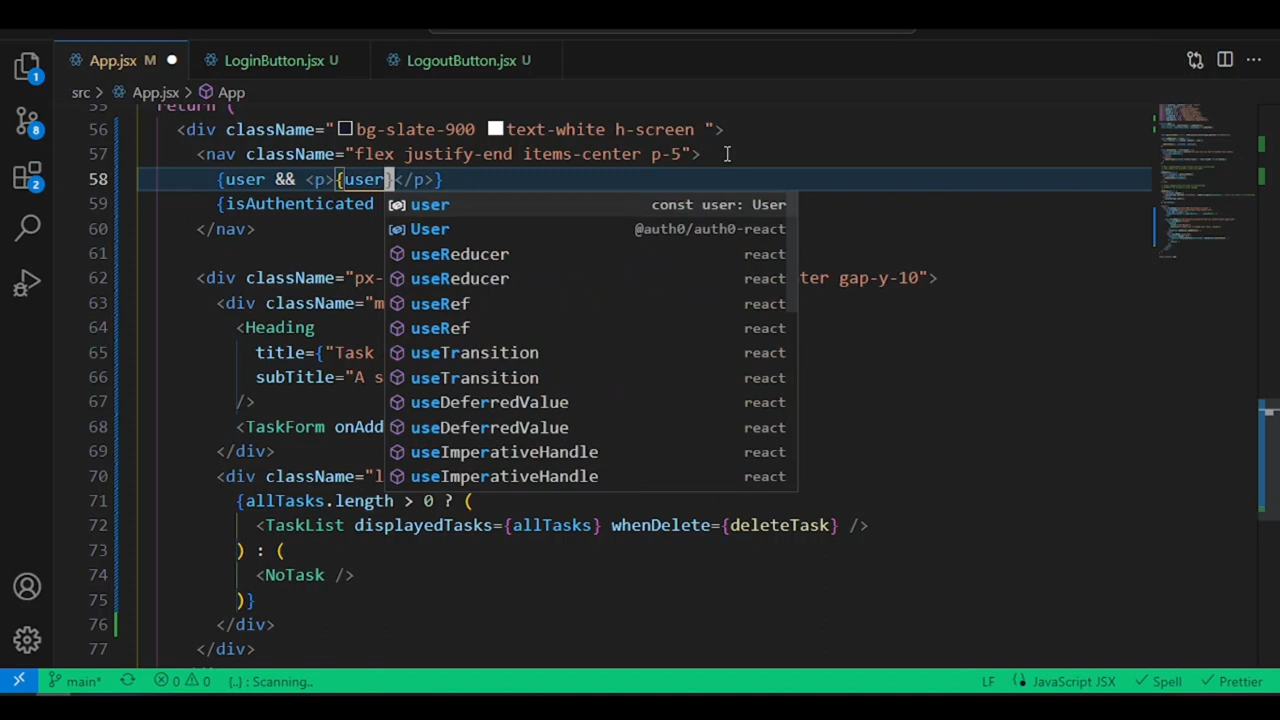 App.jsx M
LoginButton.jsx U
LogoutButton.jsx U
1
8
2
src > App.jsx > App
55 return (
56 <div className=" bg-slate-900 text-white h-screen ">
57 <nav className="flex justify-end items-center p-5">
58 {user && <p>{user}</p>}
59 {isAuthenticated
60 </nav>
61
62 <div className="px- ter gap-y-10">
63 <div className="m
64 <Heading
65 title={"Task
66 subTitle="A s
67 />
68 <TaskForm onAdd
69 </div>
70 <div className="l
71 {allTasks.length > 0 ? (
72 <TaskList displayedTasks={allTasks} whenDelete={deleteTask} />
73 ) : (
74 <NoTask />
75 )}
76 </div>
77 </div>
user const user: User
User @auth0/auth0-react
useReducer react
useReducer react
useRef react
useRef react
useTransition react
useTransition react
useDeferredValue react
useDeferredValue react
useImperativeHandle react
useImperativeHandle react
main* 0 0 {..} : Scanning.. LF JavaScript JSX Spell Prettier